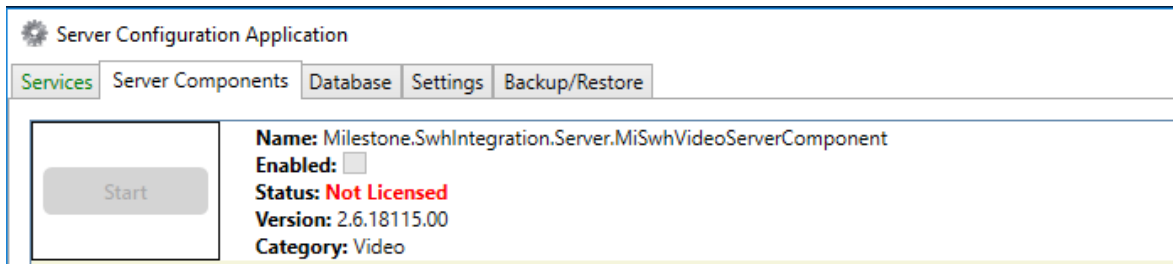 Server Configuration Application
Services Server Components Database Settings Backup/Restore
Name: Milestone.SwhIntegration.Server.MiSwhVideoServerComponent
Enabled:
Start
Status: Not Licensed
Version: 2.6.18115.00
Category: Video